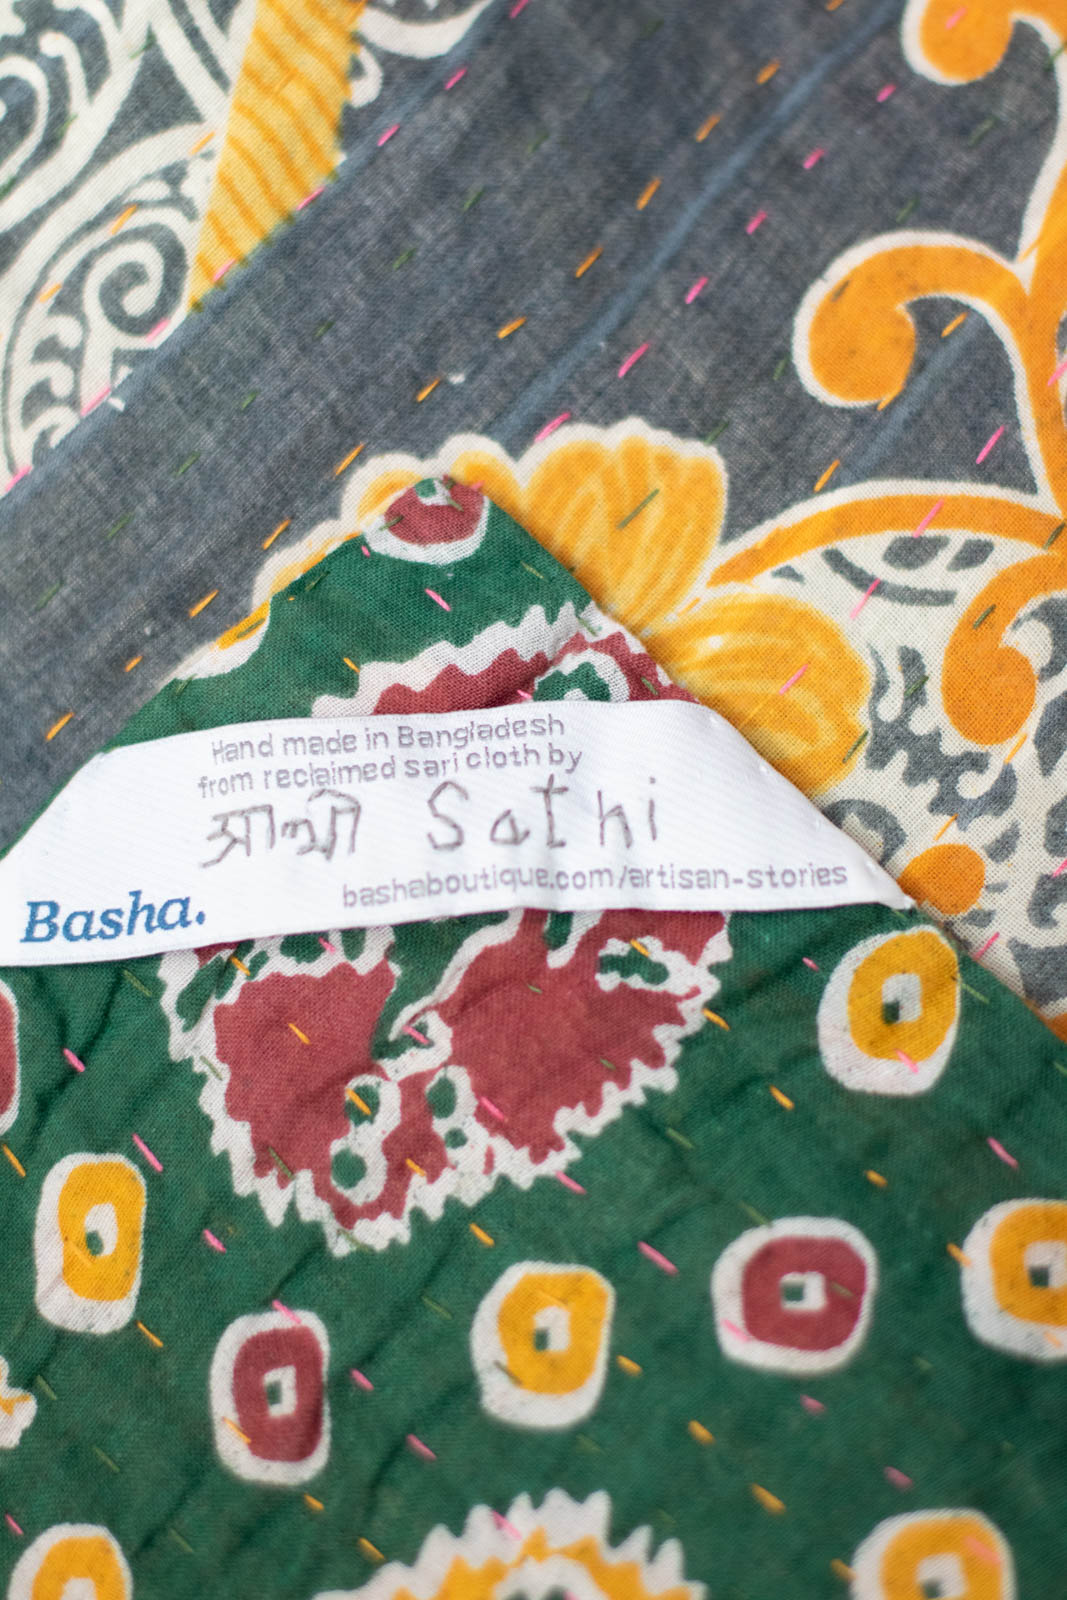 Hand made in Bangladesh
from reclaimed sari cloth by
সাথী Sathi
bashaboutique.com/artisan-stories
Basha.